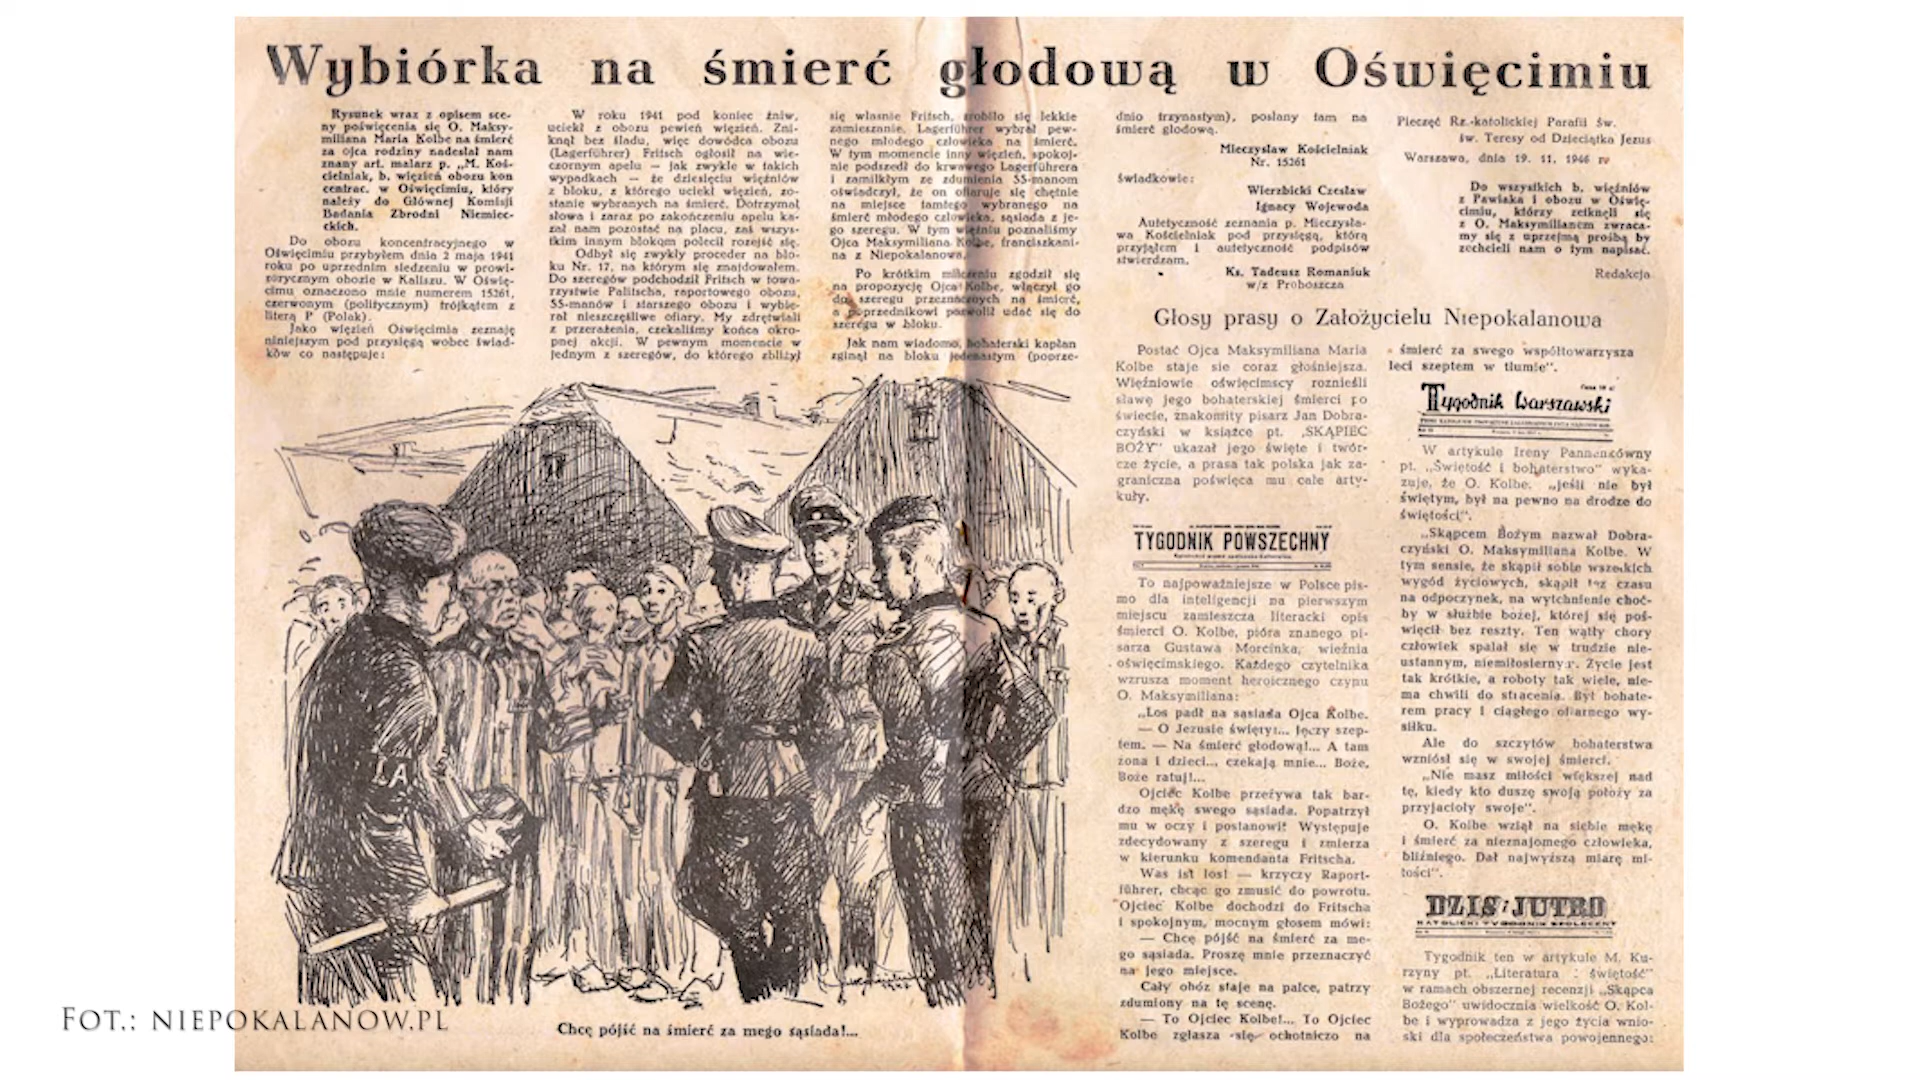 Wybiórka na śmierć głodową w Oświęcimiu
Rysunek wraz z opisem sce-
ny poświęcenia się O. Maksy-
miliana Maria Kolbe na śmierć
za ojca rodziny nadesłał nam
znany art. malarz p. „M. Koś-
cielniak, b. więzień obozu kon
centrac. w Oświęcimiu, który
należy do Głównej Komisji
Badania Zbrodni Niemiec-
ckich.
Do obozu koncentracyjnego w
Oświęcimiu przybyłem dnia 2 maja 1941
roku po uprzednim siedzeniu w prowi-
zorycznym obozie w Kaliszu. W Oświę-
cimu oznaczono mnie numerem 15261,
czerwonym (politycznym) trójkątem z
literą P (Polak).
Jako więzień Oświęcimia zeznaję
niniejszym pod przysięgą wobec świad-
ków co następuje:
W roku 1941 pod koniec żniw,
uciekł z obozu pewien więzień. Zni-
knął bez śladu, więc dowódca obozu
(Lagerführer) Fritsch ogłosił na wie-
czornym apelu — jak zwykle w takich
wypadkach — że dziesięciu więźniów
z bloku, z którego uciekł więzień, zo-
stanie wybranych na śmierć. Dotrzymał
słowa i zaraz po zakończeniu apelu ka-
zał nam pozostać na placu, zaś wszys-
tkim innym blokom polecił rozejść się.
Odbył się zwykły proceder na blo-
ku Nr. 17, na którym się znajdowałem.
Do szeregów podchodził Fritsch w towa-
rzystwie Palitscha, raportowego obozu,
SS-manów i starszego obozu i wybie-
rał nieszczęśliwe ofiary. My zdrętwiali
z przerażenia, czekaliśmy końca okro-
pnej akcji. W pewnym momencie w
jednym z szeregów, do którego zbliżył
się właśnie Fritsch, zrobiło się lekkie
zamieszanie. Lagerführer wybrał pew-
nego młodego człowieka na śmierć.
W tym momencie inny więzień, spokoj-
nie podszedł do krwawego Lagerführera
i zamilkłym ze zdumienia SS-manom
oświadczył, że on ofiaruje się chętnie
na miejsce tamtego wybranego na
śmierć młodego człowieka, sąsiada z je-
go szeregu. W tym więźniu poznaliśmy
Ojca Maksymiliana Kolbe, franciszkani-
na z Niepokalanowa.
Po krótkim milczeniu zgodził się
na propozycję Ojca Kolbe, włączył go
do szeregu przeznaczonych na śmierć,
a poprzednikowi pozwolił udać się do
szeregu w bloku.
Jak nam wiadomo, bohaterski kapłan
zginął na bloku jedenastym (poprze-
dnio trzynastym), posłany tam na
śmierć głodową.
Mieczysław Kościelniak
Nr. 15261
świadkowie:
Wierzbicki Czesław
Ignacy Wojewoda
Autetyczność zeznania p. Mieczysła-
wa Kościelniak pod przysięgą, którą
przyjąłem i autetyczność podpisów
stwierdzam.
Ks. Tadeusz Romaniuk
w/z Proboszcza
Pieczęć Rz.-katolickiej Parafii św.
św. Teresy od Dzieciątka Jezus
Warszawa, dnia 19. 11, 1946 rv
Do wszystkich b. więźniów
z Pawiaka i obozu w Oświę-
cimiu, którzy zetknęli się
z O. Maksymilianem zwraca-
my się z uprzejmą prośbą by
zechcieli nam o tym napisać.
Redakcja
Głosy prasy o Założycielu Niepokalanowa
Postać Ojca Maksymiliana Maria
Kolbe staje sie coraz głośniejsza.
Więźniowie oświęcimscy roznieśli
sławę jego bohaterskiej śmierci po
świecie, znakomity pisarz Jan Dobra-
czyński w książce pt. „SKĄPIEC
BOŻY" ukazał jego święte i twór-
cze życie, a prasa tak polska jak za-
graniczna poświęca mu całe arty-
kuły.
TYGODNIK POWSZECHNY
To najpoważniejsze w Polsce pis-
mo dla inteligencji na pierwszym
miejscu zamieszcza literacki opis
śmierci O. Kolbe, pióra znanego pi-
sarza Gustawa Morcinka, więźnia
oświęcimskiego. Każdego czytelnika
wzrusza moment heroicznego czynu
O. Maksymiliana:
„Los padł na sąsiada Ojca Kolbe.
— O Jezusie święty!... jęczy szep-
tem. — Na śmierć głodową!... A tam
żona i dzieci... czekają mnie... Boże,
Boże ratuj!...
Ojciec Kolbe przeżywa tak bar-
dzo mękę swego sąsiada. Popatrzył
mu w oczy i postanowił Występuje
zdecydowany z szeregu i zmierza
w kierunku komendanta Fritscha.
Was ist los! — krzyczy Raport-
führer, chcąc go zmusić do powrotu.
Ojciec Kolbe dochodzi do Fritscha
i spokojnym, mocnym głosem mówi:
— Chcę pójść na śmierć za me-
go sąsiada. Proszę mnie przeznaczyć
na jego miejsce.
Cały obóz staje na palce, patrzy
zdumiony na tę scenę.
— To Ojciec Kolbe!... To Ojciec
Kolbe zgłasza się ochotniczo na
śmierć za swego współtowarzysza
leci szeptem w tłumie".
Tygodnik Warszawski
W artykule Ireny Pannenkówny
pt. „Świętość i bohaterstwo" wyka-
zuje, że O. Kolbe. „jeśli nie był
świętym, był na pewno na drodze do
świętości".
„Skąpcem Bożym nazwał Dobra-
czyński O. Maksymiliana Kolbe. W
tym sensie, że skąpił sobie wszelkich
wygód życiowych, skąpił też czasu
na odpoczynek, na wytchnienie choć-
by w służbie bożej, której się poś-
więcił bez reszty. Ten wątły chory
człowiek spalał się w trudzie nie-
ustannym, niemiłosiernym. Życie jest
tak krótkie, a roboty tak wiele, nie-
ma chwili do stracenia. Był bohate-
rem pracy i ciągłego ofiarnego wy-
siłku.
Ale do szczytów bohaterstwa
wzniósł się w swojej śmierci.
„Nie masz miłości większej nad
tę, kiedy kto duszę swoją położy za
przyjacioły swoje".
O. Kolbe wziął na siebie mękę
i śmierć za nieznajomego człowieka,
bliźniego. Dał najwyższą miarę mi-
łości".
DZIŚ i JUTRO
KATOLICKI TYGODNIK SPOŁECZNY
Tygodnik ten w artykule M. Ku-
rzyny pt. „Literatura i świętość"
w ramach obszernej recenzji „Skąpca
Bożego" uwidocznia wielkość O. Kol-
be i wyprowadza z jego życia wnio-
ski dla społeczeństwa powojennego:
LA
Chcę pójść na śmierć za mego sąsiada!...
FOT.: NIEPOKALANOW.PL